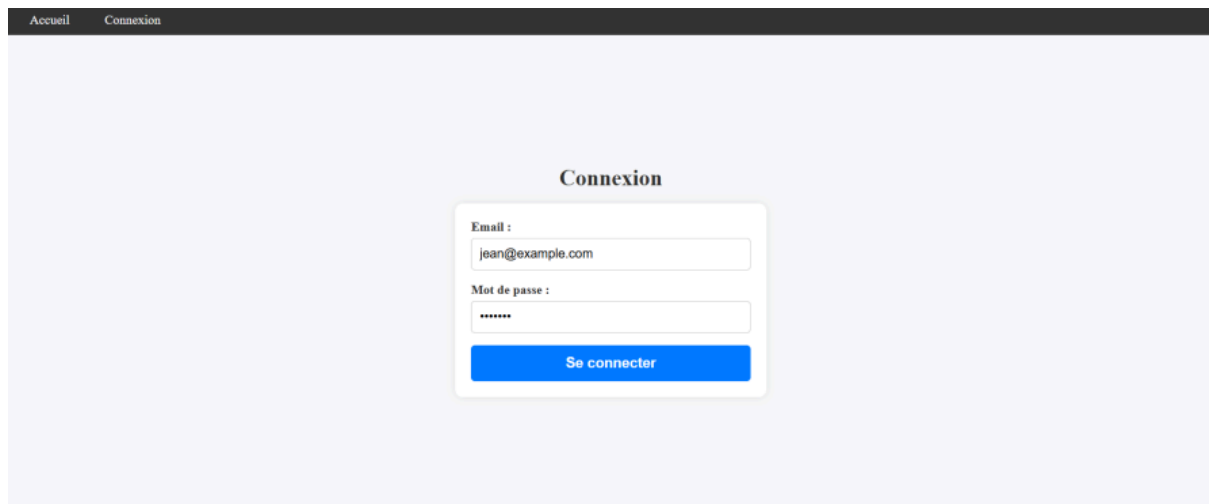 Accueil Connexion
Connexion
Email :
jean@example.com
Mot de passe :
•••••••
Se connecter